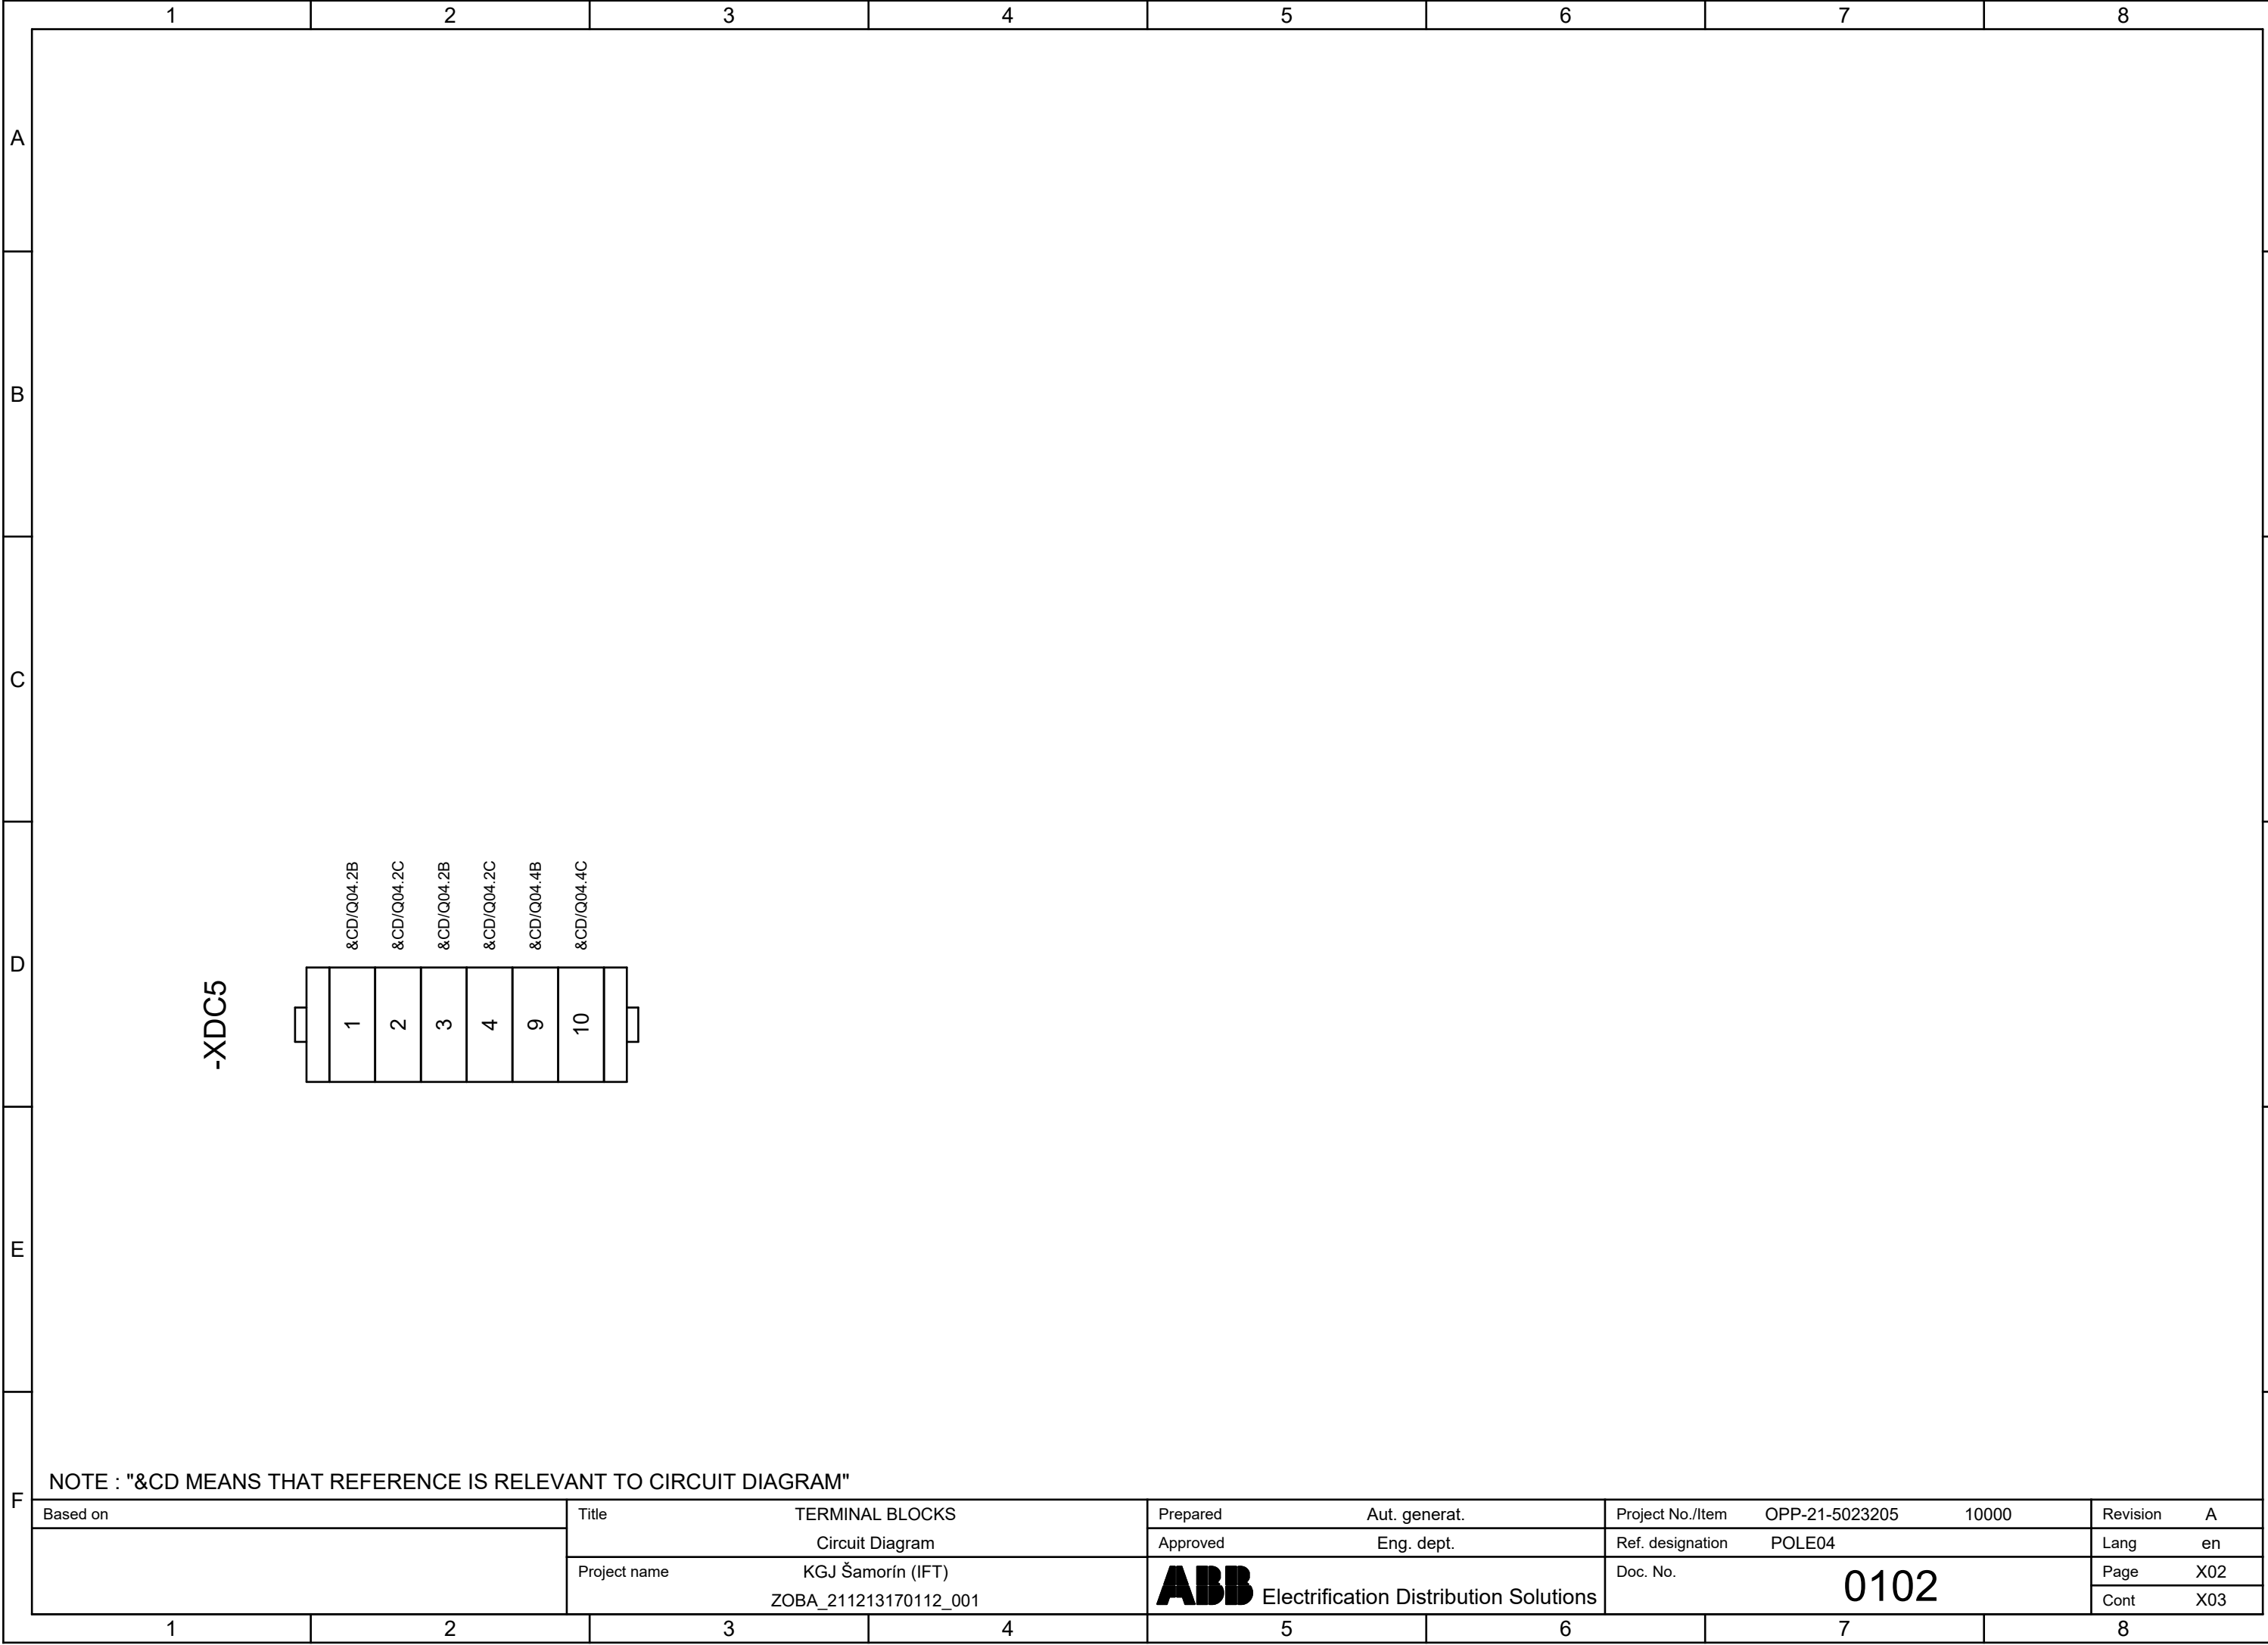 1 2 3 4 5 6 7 8
A
B
C
D
E
F
&CD/Q04.2B
&CD/Q04.2C
&CD/Q04.2B
&CD/Q04.2C
&CD/Q04.4B
&CD/Q04.4C
-XDC5
1
2
3
4
9
10
NOTE : "&CD MEANS THAT REFERENCE IS RELEVANT TO CIRCUIT DIAGRAM"
Based on
Title TERMINAL BLOCKS
Circuit Diagram
Project name KGJ Šamorín (IFT)
ZOBA_211213170112_001
Prepared Aut. generat.
Approved Eng. dept.
ABB Electrification Distribution Solutions
Project No./Item OPP-21-5023205 10000
Ref. designation POLE04
Doc. No. 0102
Revision A
Lang en
Page X02
Cont X03
1 2 3 4 5 6 7 8